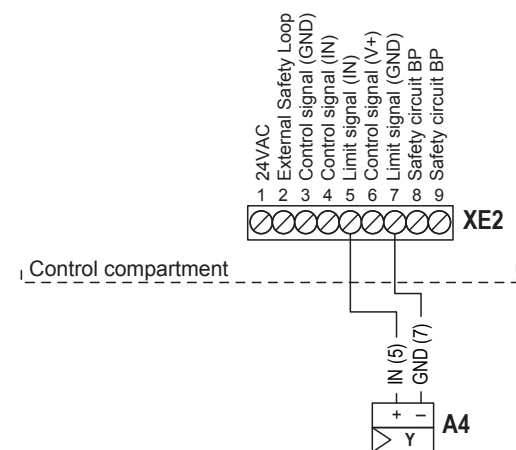 24VAC
External Safety Loop
Control signal (GND)
Control signal (IN)
Limit signal (IN)
Control signal (V+)
Limit signal (GND)
Safety circuit BP
Safety circuit BP
1 2 3 4 5 6 7 8 9
XE2
Control compartment
IN (5)
GND (7)
+ −
A4
Y